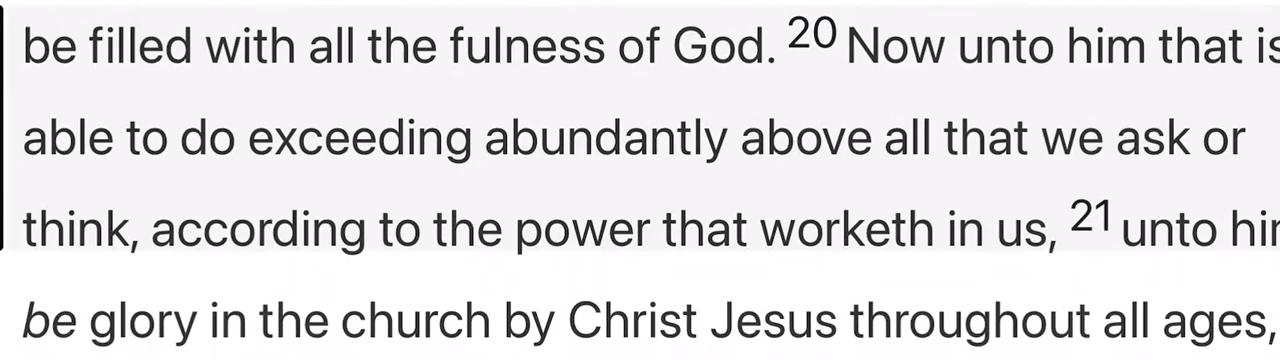 be filled with all the fulness of God. 20 Now unto him that is
able to do exceeding abundantly above all that we ask or
think, according to the power that worketh in us, 21 unto him
be glory in the church by Christ Jesus throughout all ages,